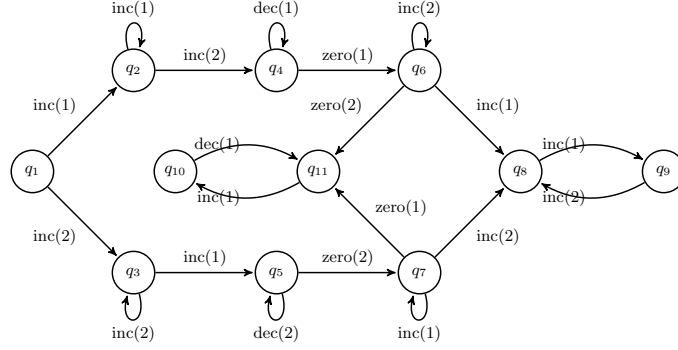 inc(1) dec(1) inc(2)
q2 inc(2) q4 zero(1) q6
inc(1) zero(2) inc(1)
q1 q10 dec(1) inc(1) q11 q8 inc(1) inc(2) q9
inc(2) zero(1) inc(2)
q3 inc(1) q5 zero(2) q7
inc(2) dec(2) inc(1)